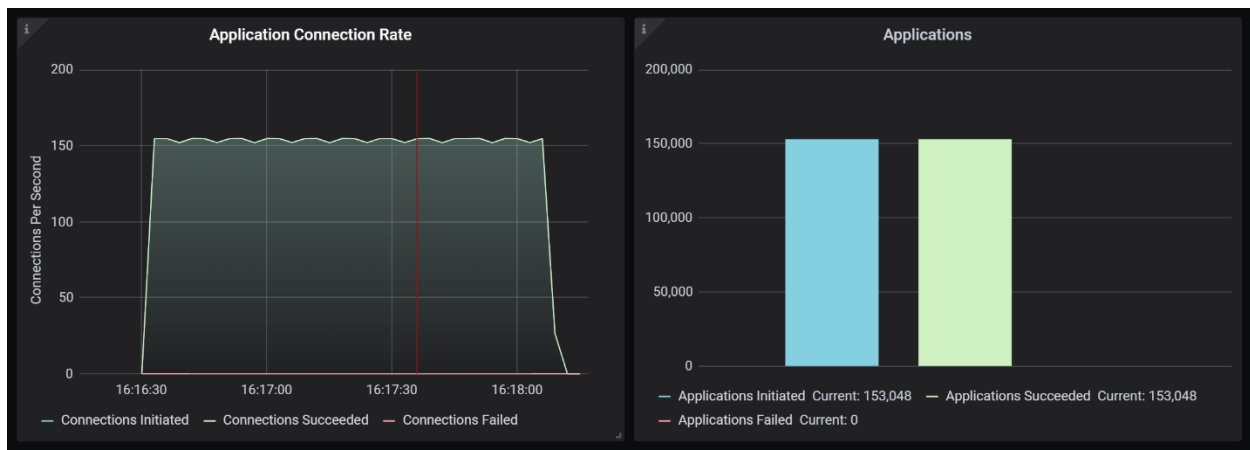 Application Connection Rate
200
150
100
50
0
Connections Per Second
16:16:30 16:17:00 16:17:30 16:18:00
Connections Initiated Connections Succeeded Connections Failed
Applications
200,000
150,000
100,000
50,000
0
Applications Initiated Current: 153,048 Applications Succeeded Current: 153,048
Applications Failed Current: 0